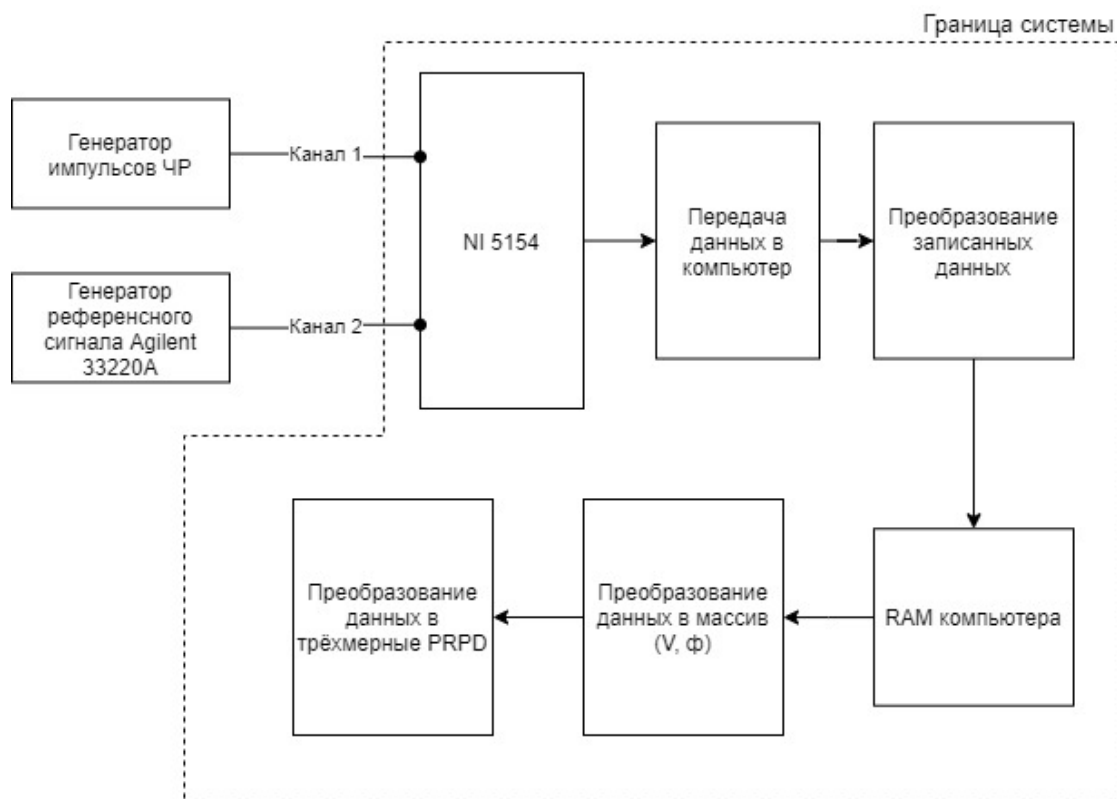 Граница системы
Генератор
импульсов ЧР
Канал 1
NI 5154
Передача
данных в
компьютер
Преобразование
записанных
данных
Генератор
референсного
сигнала Agilent
33220A
Канал 2
Преобразование
данных в
трёхмерные PRPD
Преобразование
данных в массив
(V, ф)
RAM компьютера